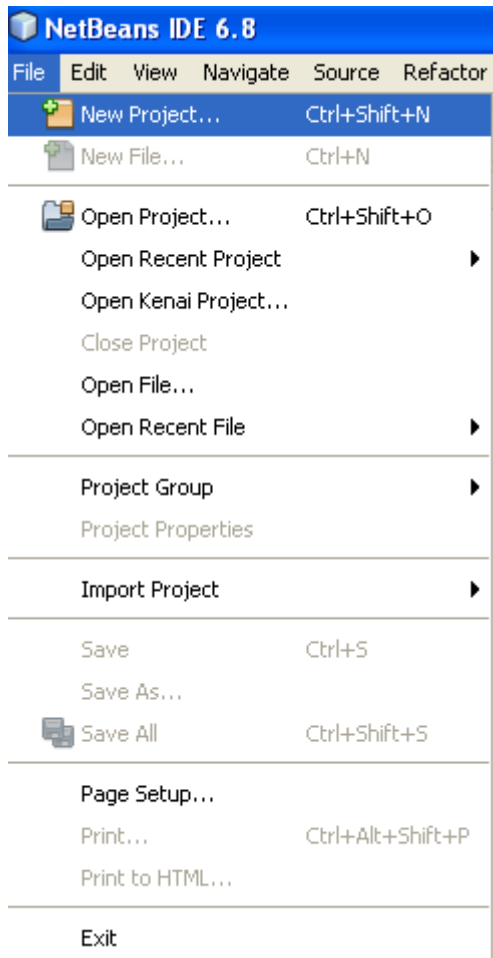 NetBeans IDE 6.8
File Edit View Navigate Source Refactor
New Project... Ctrl+Shift+N
New File... Ctrl+N
Open Project... Ctrl+Shift+O
Open Recent Project
Open Kenai Project...
Close Project
Open File...
Open Recent File
Project Group
Project Properties
Import Project
Save Ctrl+S
Save As...
Save All Ctrl+Shift+S
Page Setup...
Print... Ctrl+Alt+Shift+P
Print to HTML...
Exit